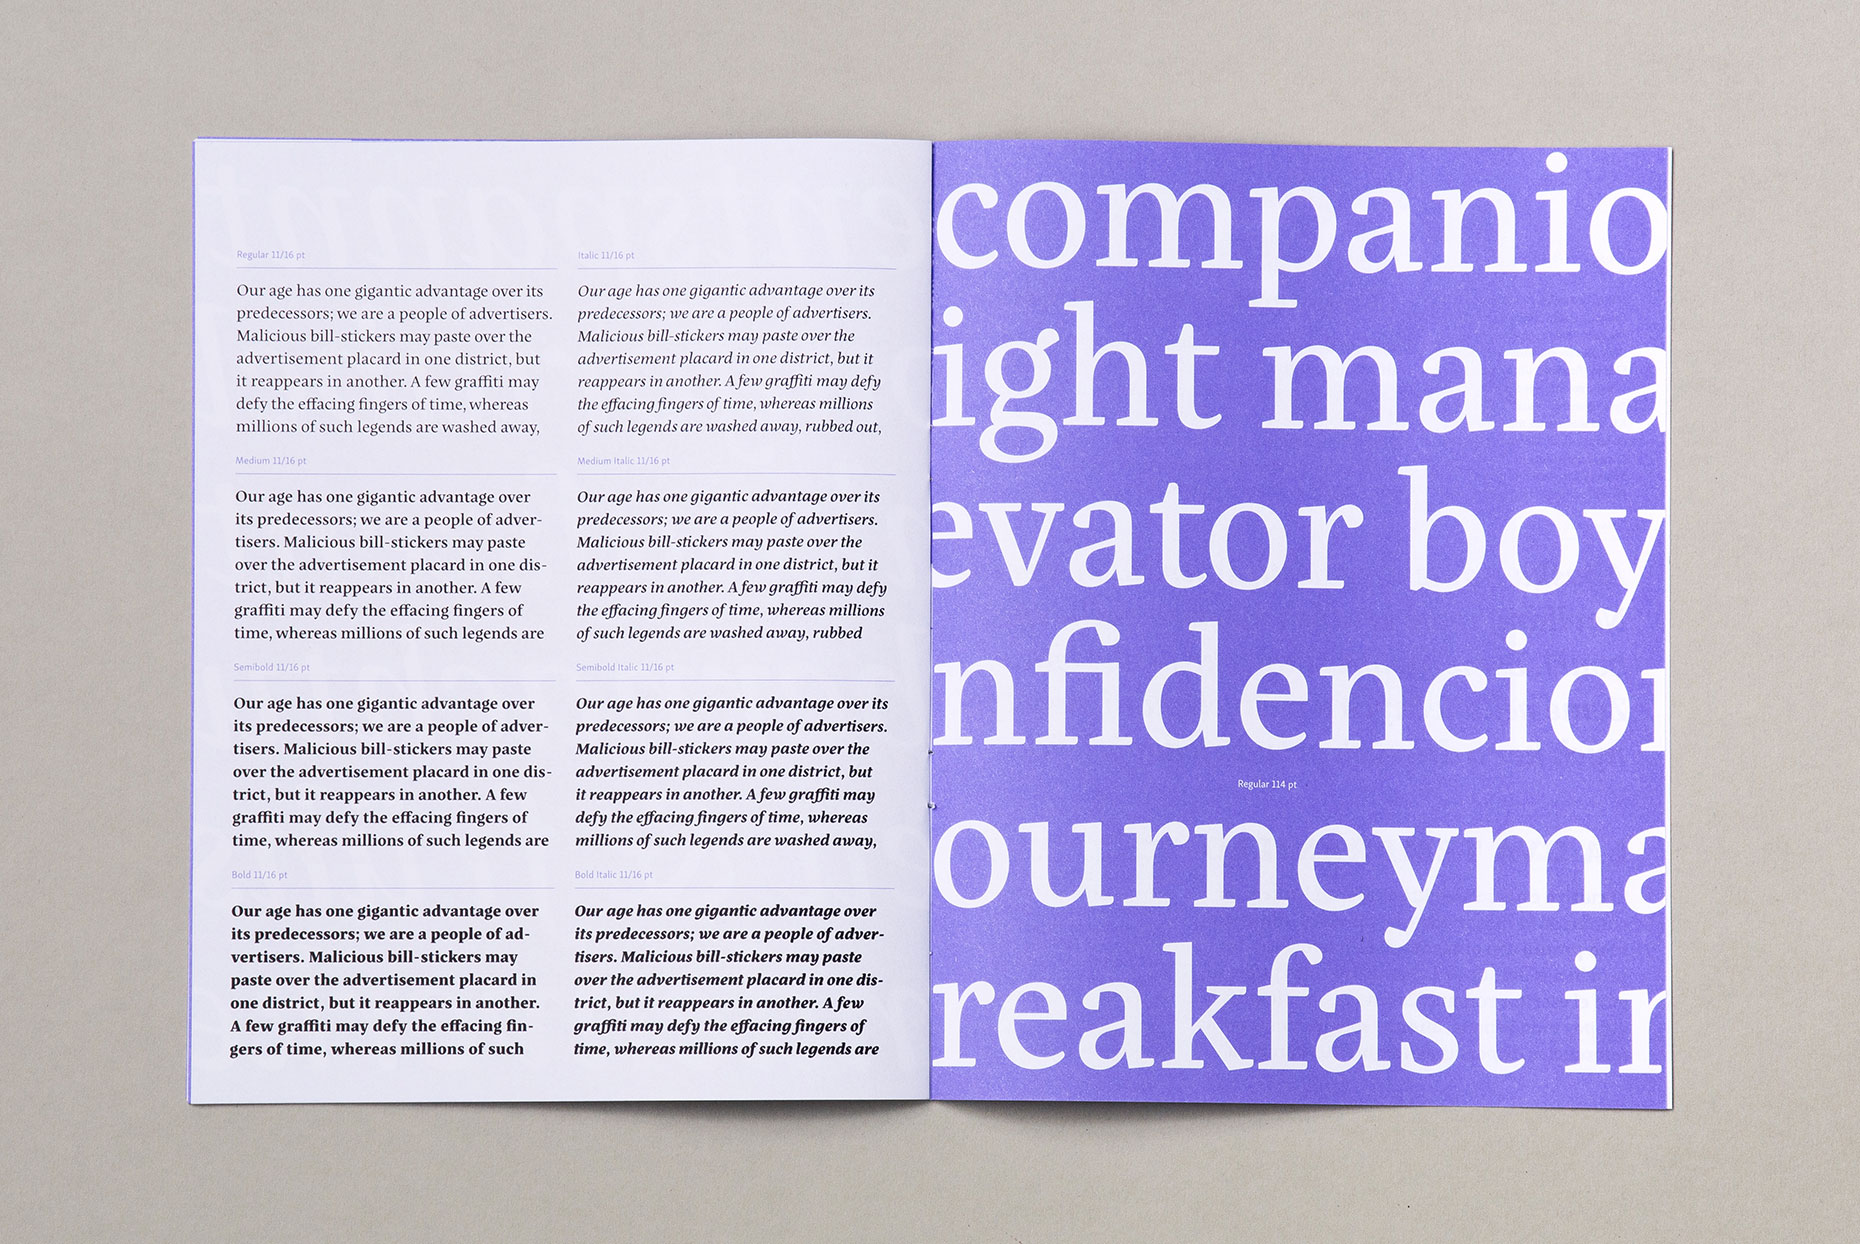 Regular 11/16 pt
Our age has one gigantic advantage over its
predecessors; we are a people of advertisers.
Malicious bill-stickers may paste over the
advertisement placard in one district, but
it reappears in another. A few graffiti may
defy the effacing fingers of time, whereas
millions of such legends are washed away,
Medium 11/16 pt
Our age has one gigantic advantage over
its predecessors; we are a people of adver-
tisers. Malicious bill-stickers may paste
over the advertisement placard in one dis-
trict, but it reappears in another. A few
graffiti may defy the effacing fingers of
time, whereas millions of such legends are
Semibold 11/16 pt
Our age has one gigantic advantage over
its predecessors; we are a people of adver-
tisers. Malicious bill-stickers may paste
over the advertisement placard in one dis-
trict, but it reappears in another. A few
graffiti may defy the effacing fingers of
time, whereas millions of such legends are
Bold 11/16 pt
Our age has one gigantic advantage over
its predecessors; we are a people of ad-
vertisers. Malicious bill-stickers may
paste over the advertisement placard in
one district, but it reappears in another.
A few graffiti may defy the effacing fin-
gers of time, whereas millions of such
Italic 11/16 pt
Our age has one gigantic advantage over its
predecessors; we are a people of advertisers.
Malicious bill-stickers may paste over the
advertisement placard in one district, but it
reappears in another. A few graffiti may defy
the effacing fingers of time, whereas millions
of such legends are washed away, rubbed out,
Medium Italic 11/16 pt
Our age has one gigantic advantage over its
predecessors; we are a people of advertisers.
Malicious bill-stickers may paste over the
advertisement placard in one district, but it
reappears in another. A few graffiti may defy
the effacing fingers of time, whereas millions
of such legends are washed away, rubbed
Semibold Italic 11/16 pt
Our age has one gigantic advantage over its
predecessors; we are a people of advertisers.
Malicious bill-stickers may paste over the
advertisement placard in one district, but
it reappears in another. A few graffiti may
defy the effacing fingers of time, whereas
millions of such legends are washed away,
Bold Italic 11/16 pt
Our age has one gigantic advantage over
its predecessors; we are a people of adver-
tisers. Malicious bill-stickers may paste
over the advertisement placard in one dis-
trict, but it reappears in another. A few
graffiti may defy the effacing fingers of
time, whereas millions of such legends are
companio
ight mana
evator boy
nfidencior
Regular 114 pt
ourneyma
reakfast in